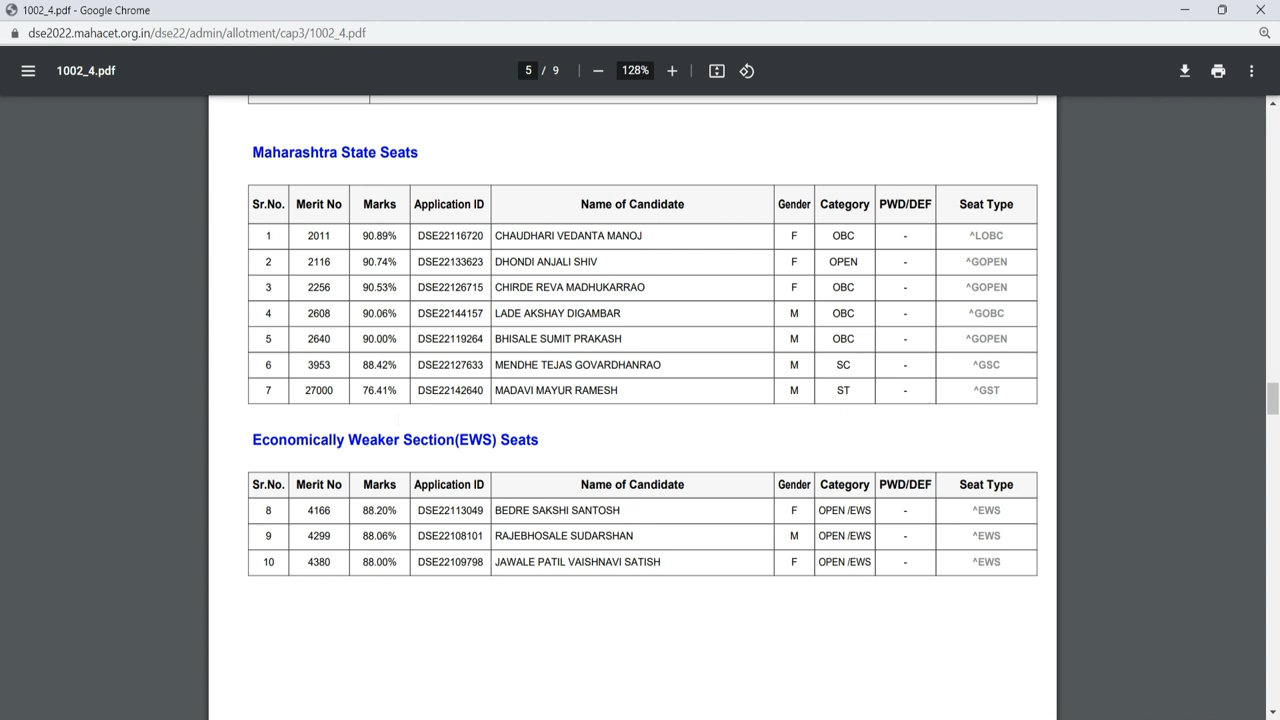 1002_4.pdf - Google Chrome
dse2022.mahacet.org.in/dse22/admin/allotment/cap3/1002_4.pdf
1002_4.pdf 5 / 9 128%
Maharashtra State Seats
Sr.No. Merit No Marks Application ID Name of Candidate Gender Category PWD/DEF Seat Type
1 2011 90.89% DSE22116720 CHAUDHARI VEDANTA MANOJ F OBC - ^LOBC
2 2116 90.74% DSE22133623 DHONDI ANJALI SHIV F OPEN - ^GOPEN
3 2256 90.53% DSE22126715 CHIRDE REVA MADHUKARRAO F OBC - ^GOPEN
4 2608 90.06% DSE22144157 LADE AKSHAY DIGAMBAR M OBC - ^GOBC
5 2640 90.00% DSE22119264 BHISALE SUMIT PRAKASH M OBC - ^GOPEN
6 3953 88.42% DSE22127633 MENDHE TEJAS GOVARDHANRAO M SC - ^GSC
7 27000 76.41% DSE22142640 MADAVI MAYUR RAMESH M ST - ^GST
Economically Weaker Section(EWS) Seats
Sr.No. Merit No Marks Application ID Name of Candidate Gender Category PWD/DEF Seat Type
8 4166 88.20% DSE22113049 BEDRE SAKSHI SANTOSH F OPEN /EWS - ^EWS
9 4299 88.06% DSE22108101 RAJEBHOSALE SUDARSHAN M OPEN /EWS - ^EWS
10 4380 88.00% DSE22109798 JAWALE PATIL VAISHNAVI SATISH F OPEN /EWS - ^EWS